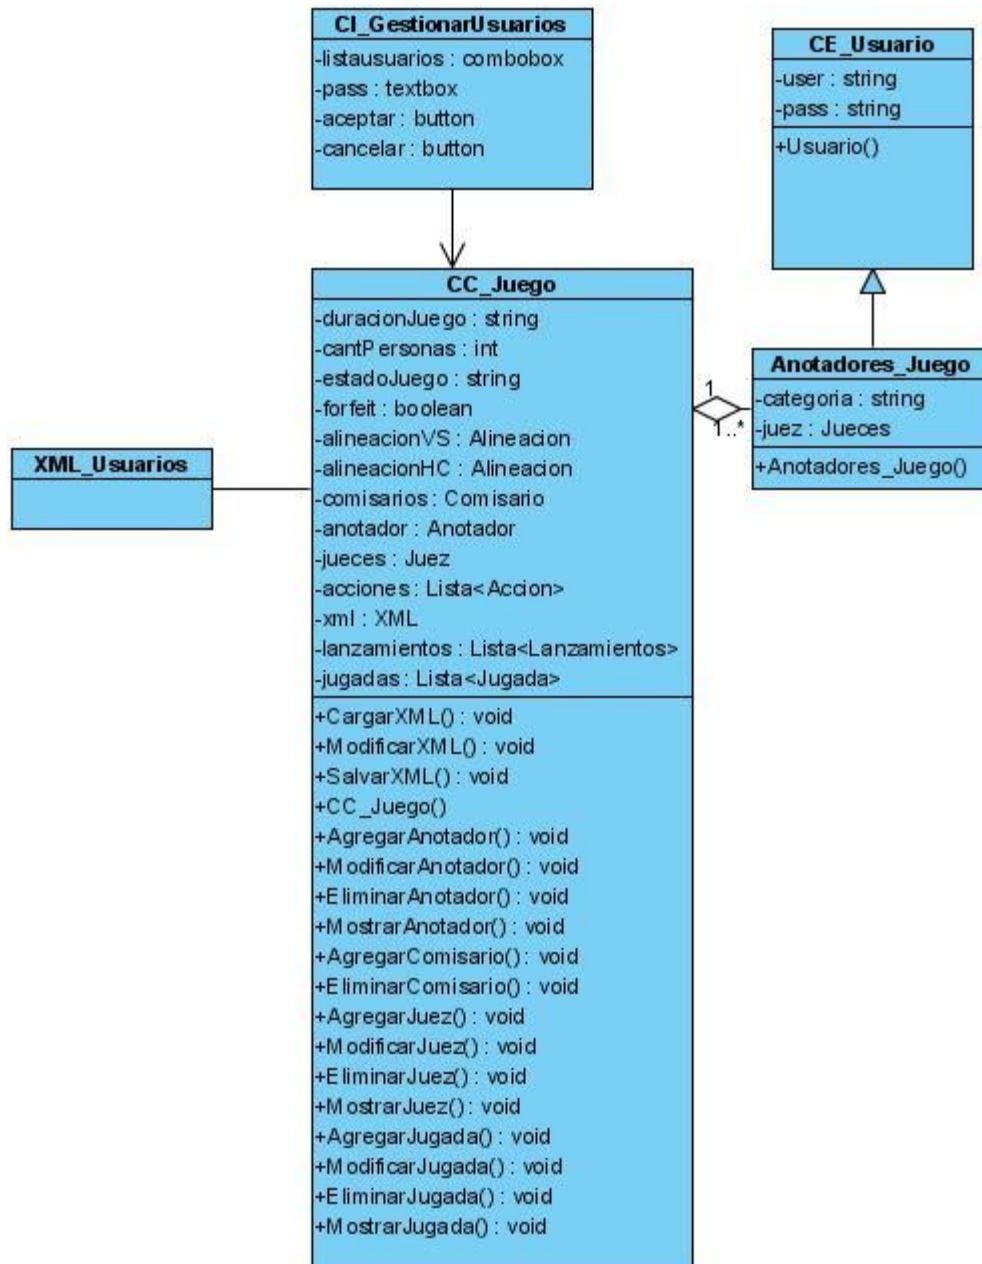 CI_GestionarUsuarios
-listausuarios : combobox
-pass : textbox
-aceptar : button
-cancelar : button
CE_Usuario
-user : string
-pass : string
+Usuario()
CC_Juego
-duracionJuego : string
-cantPersonas : int
-estadoJuego : string
-forfeit : boolean
-alineacionVS : Alineacion
-alineacionHC : Alineacion
-comisarios : Comisario
-anotador : Anotador
-jueces : Juez
-acciones : Lista<Accion>
-xml : XML
-lanzamientos : Lista<Lanzamientos>
-jugadas : Lista<Jugada>
+CargarXML() : void
+ModificarXML() : void
+SalvarXML() : void
+CC_Juego()
+AgregarAnotador() : void
+ModificarAnotador() : void
+EliminarAnotador() : void
+MostrarAnotador() : void
+AgregarComisario() : void
+EliminarComisario() : void
+AgregarJuez() : void
+ModificarJuez() : void
+EliminarJuez() : void
+MostrarJuez() : void
+AgregarJugada() : void
+ModificarJugada() : void
+EliminarJugada() : void
+MostrarJugada() : void
1
1..*
Anotadores_Juego
-categoria : string
-juez : Jueces
+Anotadores_Juego()
XML_Usuarios